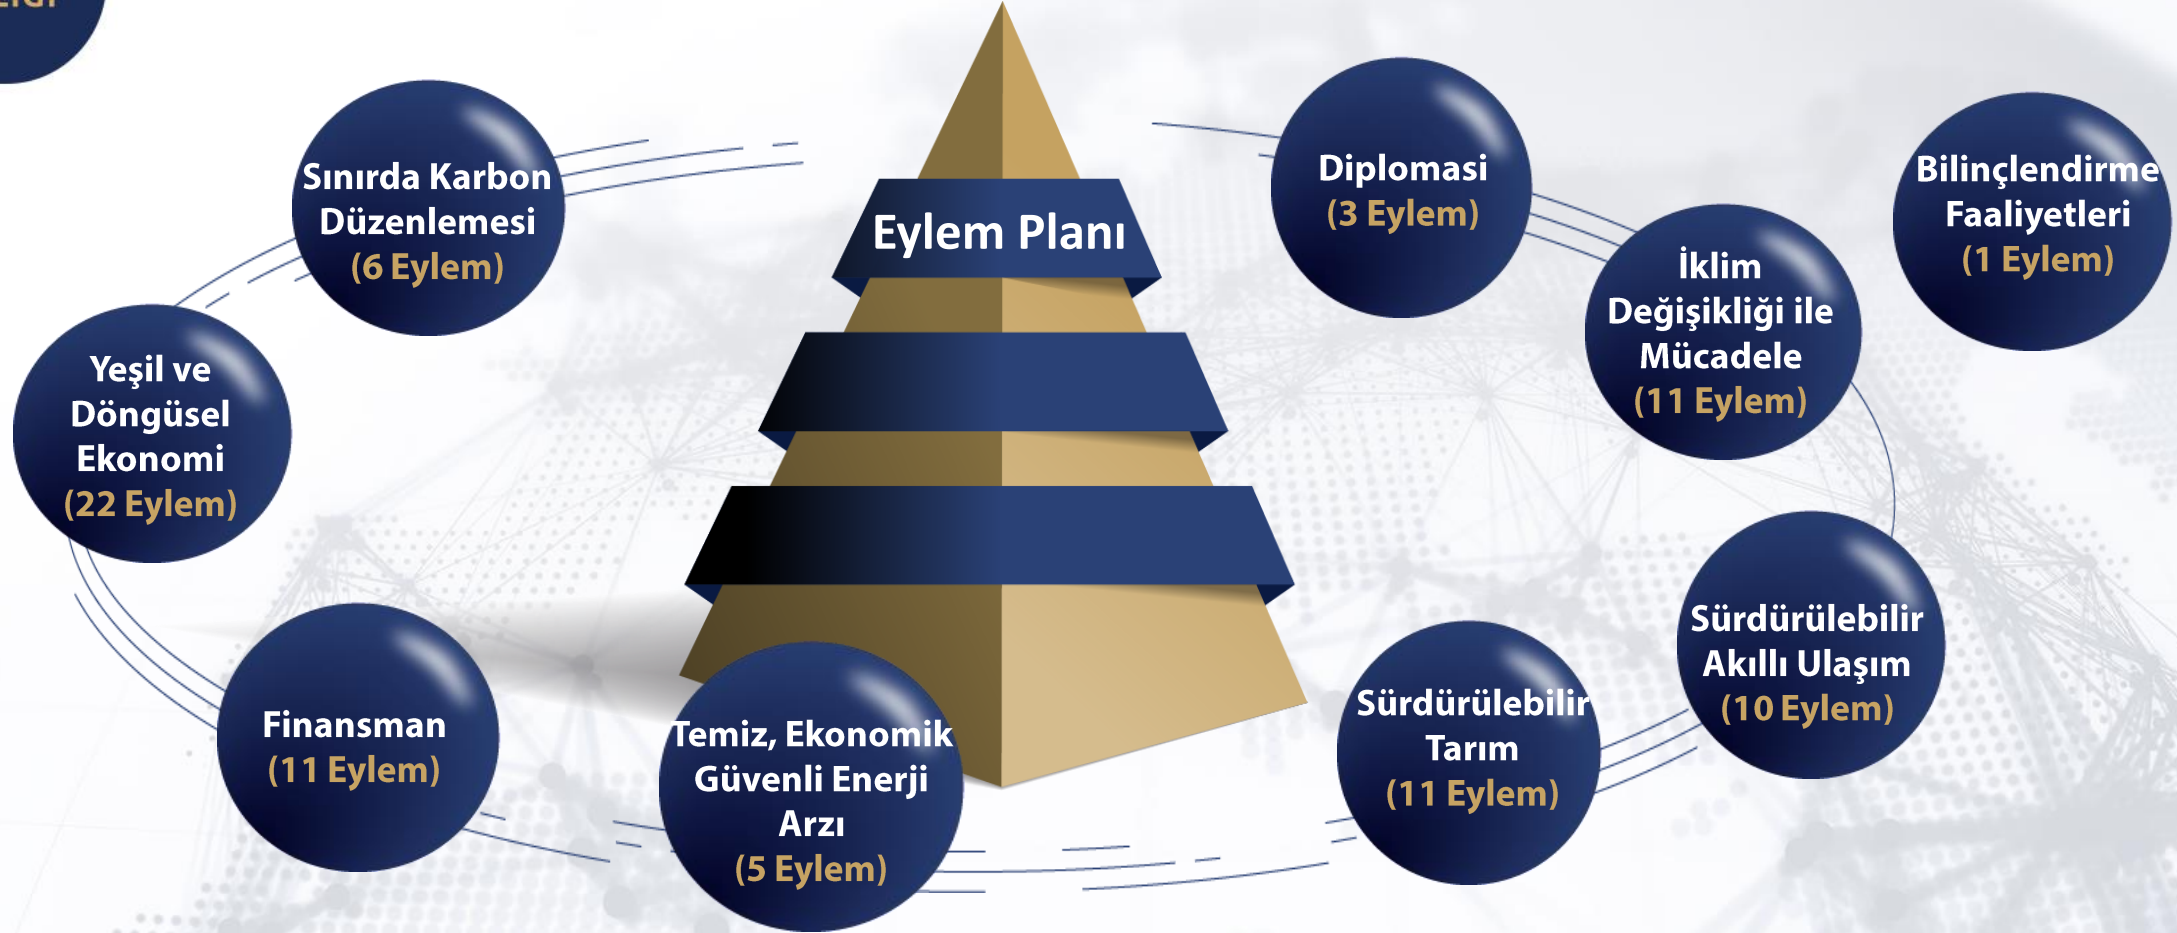 Sınırda Karbon
Düzenlemesi
(6 Eylem)
Yeşil ve
Döngüsel
Ekonomi
(22 Eylem)
Finansman
(11 Eylem)
Temiz, Ekonomik
Güvenli Enerji
Arzı
(5 Eylem)
Eylem Planı
Diplomasi
(3 Eylem)
İklim
Değişikliği ile
Mücadele
(11 Eylem)
Bilinçlendirme
Faaliyetleri
(1 Eylem)
Sürdürülebilir
Akıllı Ulaşım
(10 Eylem)
Sürdürülebilir
Tarım
(11 Eylem)